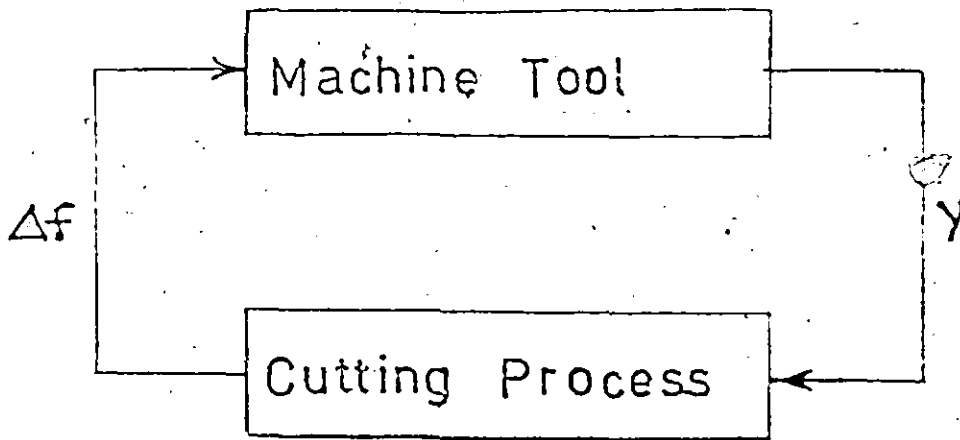 Machine Tool
Δf
y
Cutting Process